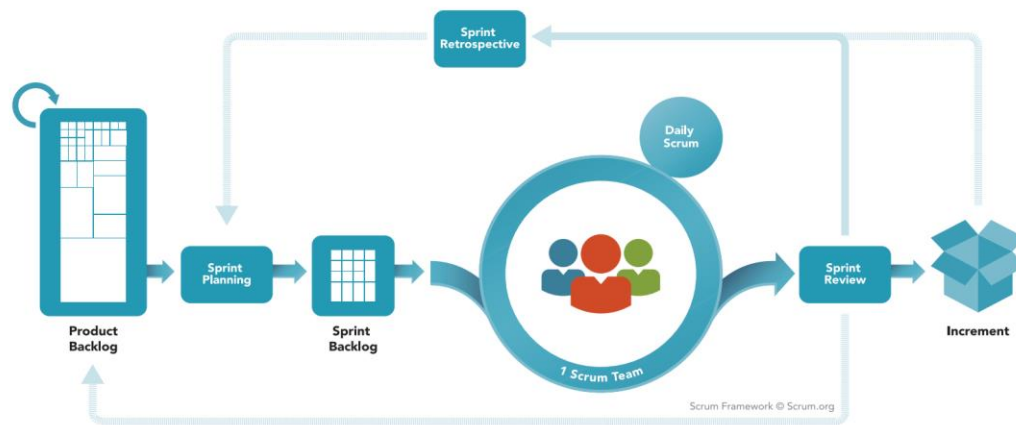 Sprint
Retrospective
Daily
Scrum
Sprint
Planning
Sprint
Review
Product
Backlog
Sprint
Backlog
1 Scrum Team
Increment
Scrum Framework © Scrum.org